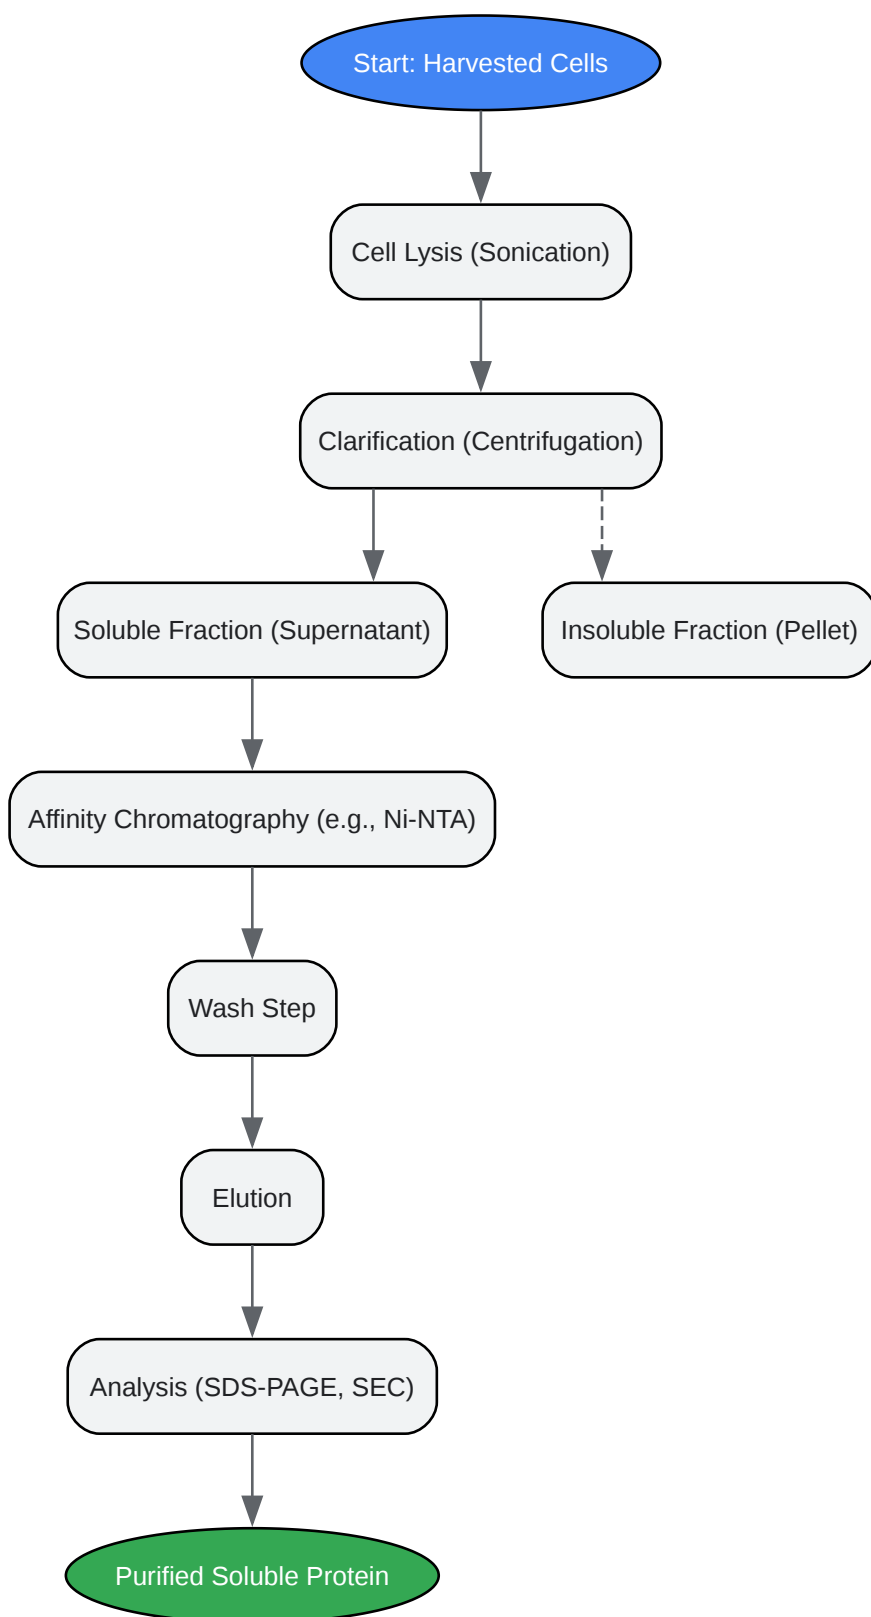 Start: Harvested Cells
Cell Lysis (Sonication)
Clarification (Centrifugation)
Soluble Fraction (Supernatant)
Insoluble Fraction (Pellet)
Affinity Chromatography (e.g., Ni-NTA)
Wash Step
Elution
Analysis (SDS-PAGE, SEC)
Purified Soluble Protein